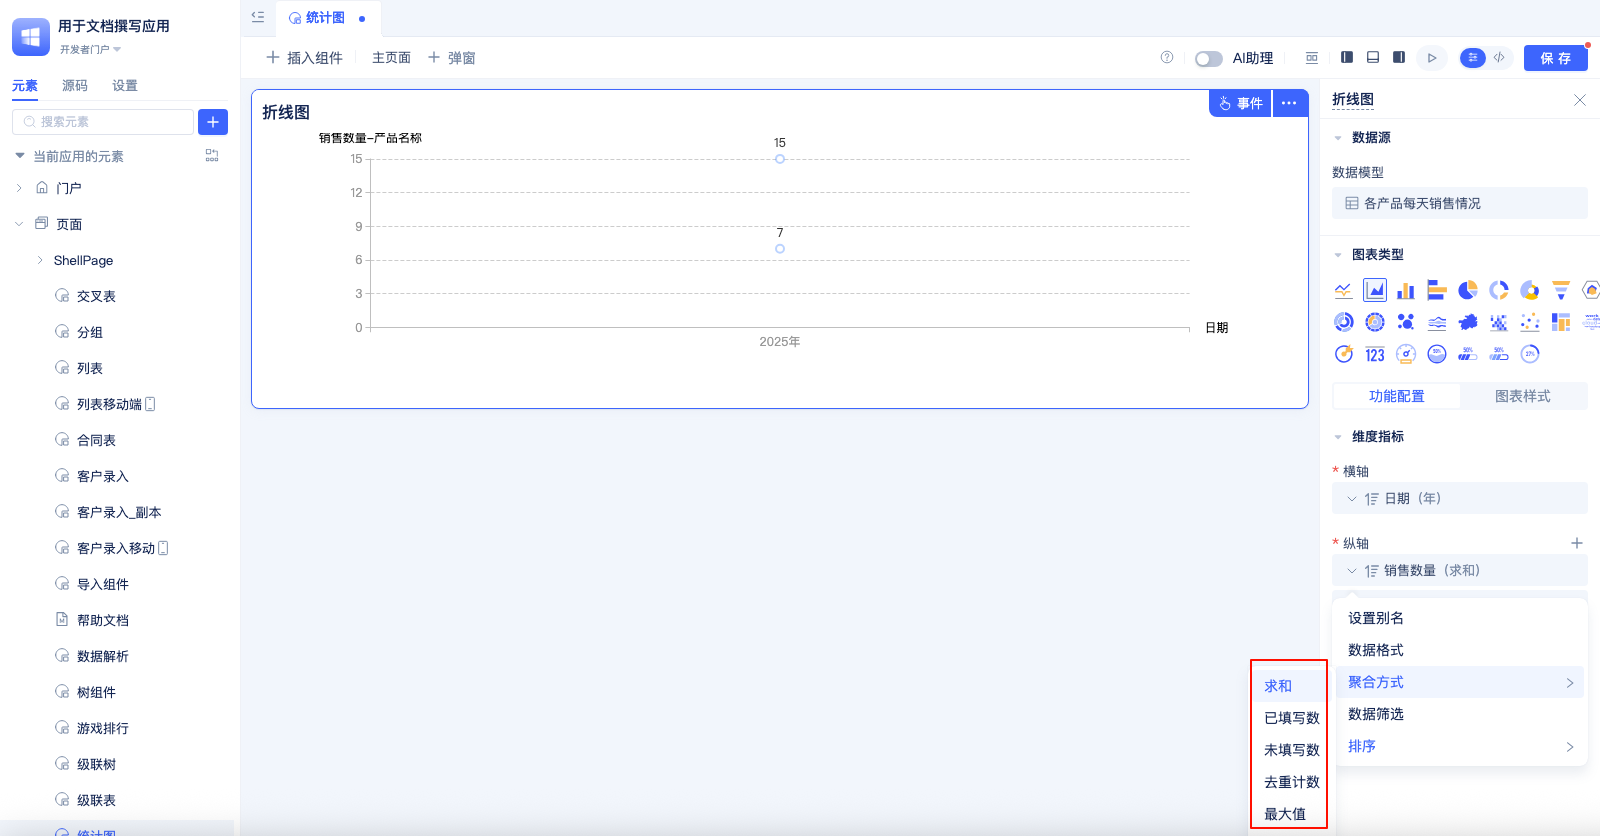 用于文档撰写应用
开发者门户
元素 源码 设置
搜索元素
当前应用的元素
门户
页面
ShellPage
交叉表
分组
列表
列表移动端
合同表
客户录入
客户录入_副本
客户录入移动
导入组件
帮助文档
数据解析
树组件
游戏排行
级联树
级联表
统计图
统计图
插入组件 主页面 弹窗
AI助理
保存
折线图
事件
销售数量-产品名称
15
15
12
9
7
6
3
0
日期
2025年
折线图
数据源
数据模型
各产品每天销售情况
图表类型
123
50%
50%
50%
功能配置 图表样式
维度指标
* 横轴
日期（年）
* 纵轴
销售数量（求和）
设置别名
数据格式
聚合方式
数据筛选
排序
求和
已填写数
未填写数
去重计数
最大值